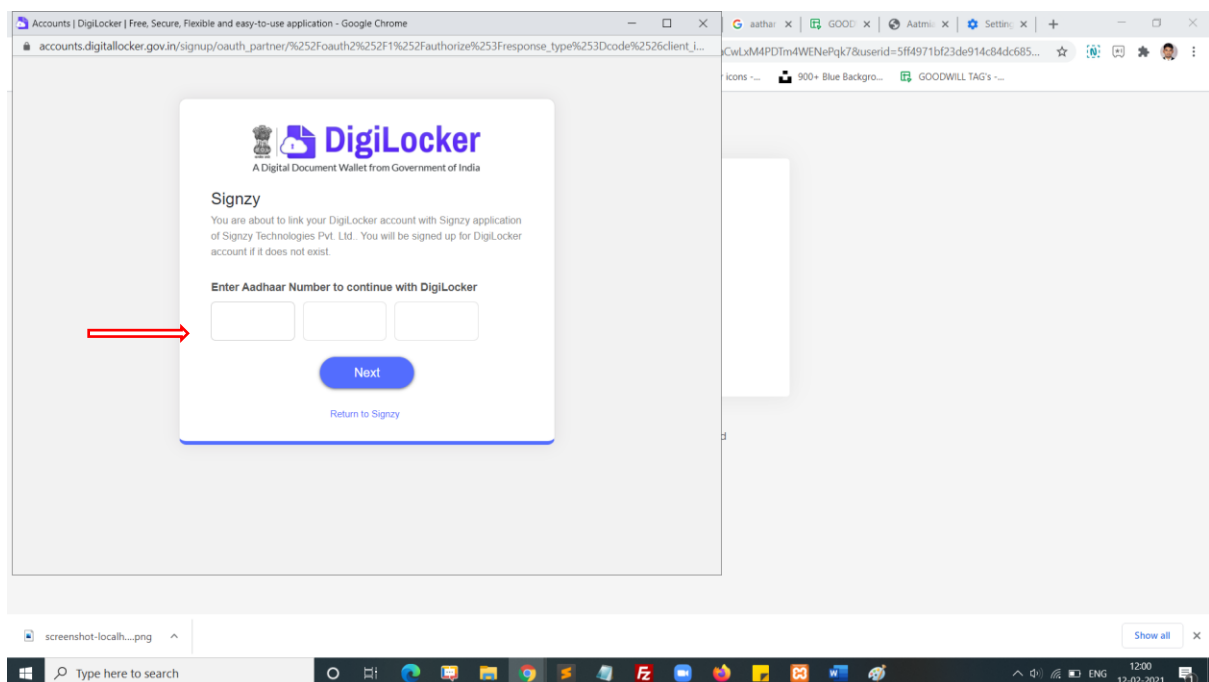 Accounts | DigiLocker | Free, Secure, Flexible and easy-to-use application - Google Chrome
accounts.digitallocker.gov.in/signup/oauth_partner/%252Foauth2%252F1%252Fauthorize%253Fresponse_type%253Dcode%2526client_i...
G aathar
GOOD
Aatmi
Setting
CwLxM4PDTm4WENePqk7&userid=5ff4971bf23de914c84dc685...
icons -...
900+ Blue Backgro...
GOODWILL TAG's -...
DigiLocker
A Digital Document Wallet from Government of India
Signzy
You are about to link your DigiLocker account with Signzy application
of Signzy Technologies Pvt. Ltd.. You will be signed up for DigiLocker
account if it does not exist.
Enter Aadhaar Number to continue with DigiLocker
Next
Return to Signzy
screenshot-localh....png
Show all
Type here to search
ENG
12:00
12-02-2021